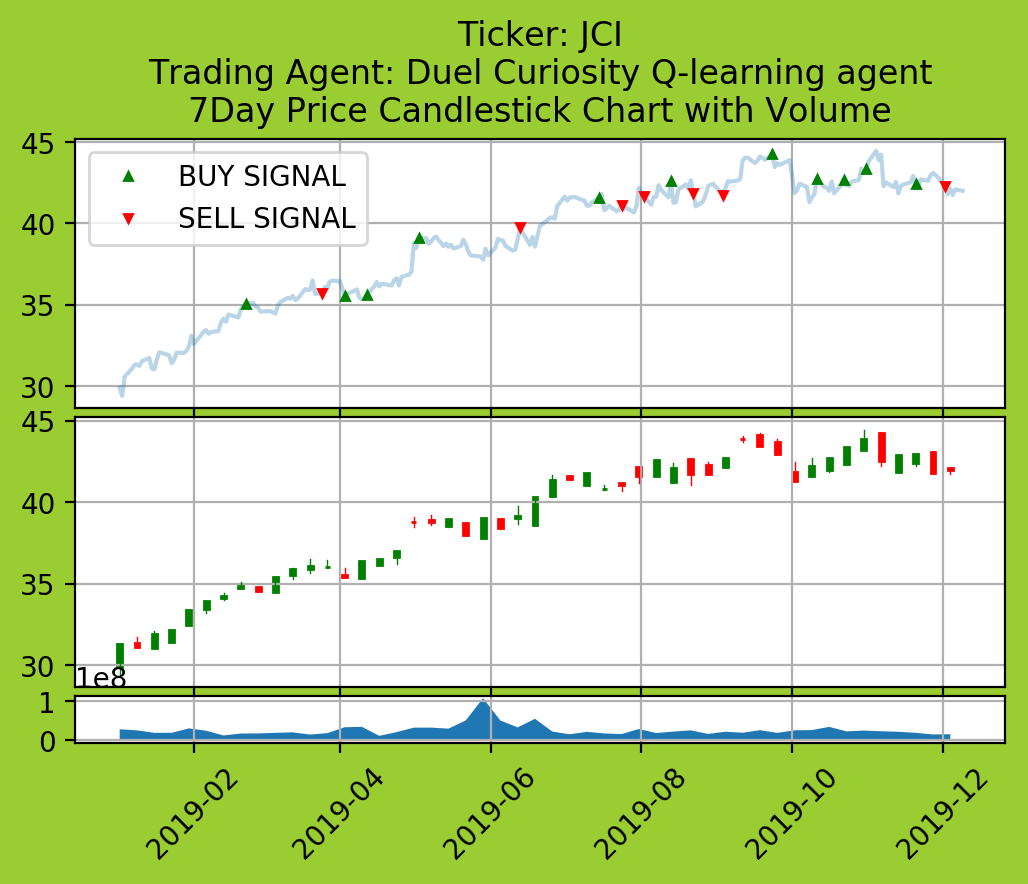 Ticker: JCI
Trading Agent: Duel Curiosity Q-learning agent
7Day Price Candlestick Chart with Volume
BUY SIGNAL
SELL SIGNAL
45
40
35
30
45
40
35
30
1e8
1
0
2019-02
2019-04
2019-06
2019-08
2019-10
2019-12